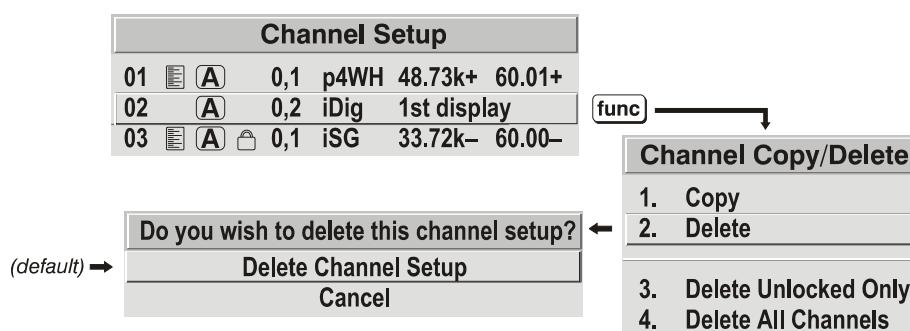 Channel Setup
01 A 0,1 p4WH 48.73k+ 60.01+
02 A 0,2 iDig 1st display
03 A 0,1 iSG 33.72k– 60.00–
func
Channel Copy/Delete
1. Copy
2. Delete
3. Delete Unlocked Only
4. Delete All Channels
Do you wish to delete this channel setup?
(default)
Delete Channel Setup
Cancel